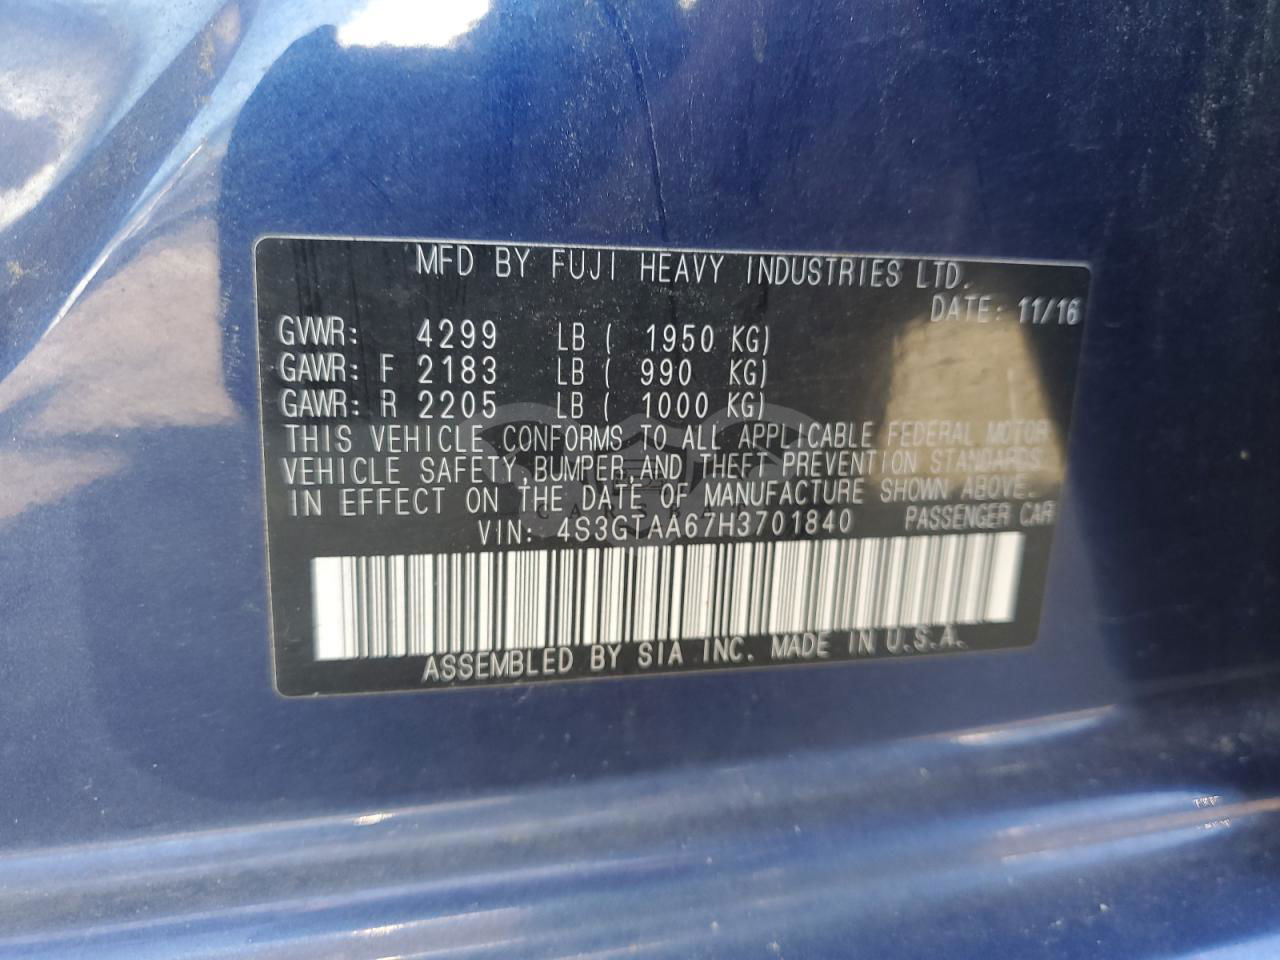 MFD BY FUJI HEAVY INDUSTRIES LTD.
DATE: 11/16
GVWR: 4299 LB ( 1950 KG)
GAWR: F 2183 LB ( 990 KG)
GAWR: R 2205 LB ( 1000 KG)
THIS VEHICLE CONFORMS TO ALL APPLICABLE FEDERAL MOTOR
VEHICLE SAFETY, BUMPER, AND THEFT PREVENTION STANDARDS
IN EFFECT ON THE DATE OF MANUFACTURE SHOWN ABOVE.
VIN: 4S3GTAA67H3701840 PASSENGER CAR
ASSEMBLED BY SIA INC. MADE IN U.S.A.